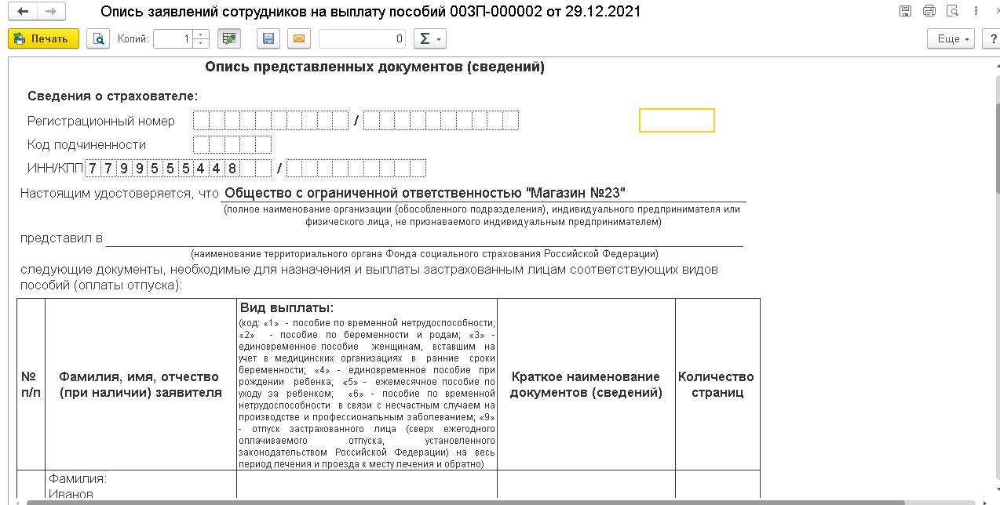 Опись заявлений сотрудников на выплату пособий 00ЗП-000002 от 29.12.2021
Печать Копий: 1 0 Σ Еще ?
Опись представленных документов (сведений)
Сведения о страхователе:
Регистрационный номер /
Код подчиненности
ИНН/КПП 7 7 9 9 5 5 5 4 4 8 /
Настоящим удостоверяется, что Общество с ограниченной ответственностью "Магазин №23"
(полное наименование организации (обособленного подразделения), индивидуального предпринимателя или
физического лица, не признаваемого индивидуальным предпринимателем)
представил в
(наименование территориального органа Фонда социального страхования Российской Федерации)
следующие документы, необходимые для назначения и выплаты застрахованным лицам соответствующих видов
пособий (оплаты отпуска):
№
п/п
Фамилия, имя, отчество
(при наличии) заявителя
Вид выплаты:
(код: «1» - пособие по временной нетрудоспособности;
«2» - пособие по беременности и родам; «3» -
единовременное пособие женщинам, вставшим на
учет в медицинских организациях в ранние сроки
беременности; «4» - единовременное пособие при
рождении ребенка; «5» - ежемесячное пособие по
уходу за ребенком; «6» - пособие по временной
нетрудоспособности в связи с несчастным случаем на
производстве и профессиональным заболеванием; «9»
- отпуск застрахованного лица (сверх ежегодного
оплачиваемого отпуска, установленного
законодательством Российской Федерации) на весь
период лечения и проезда к месту лечения и обратно)
Краткое наименование
документов (сведений)
Количество
страниц
Фамилия:
Иванов